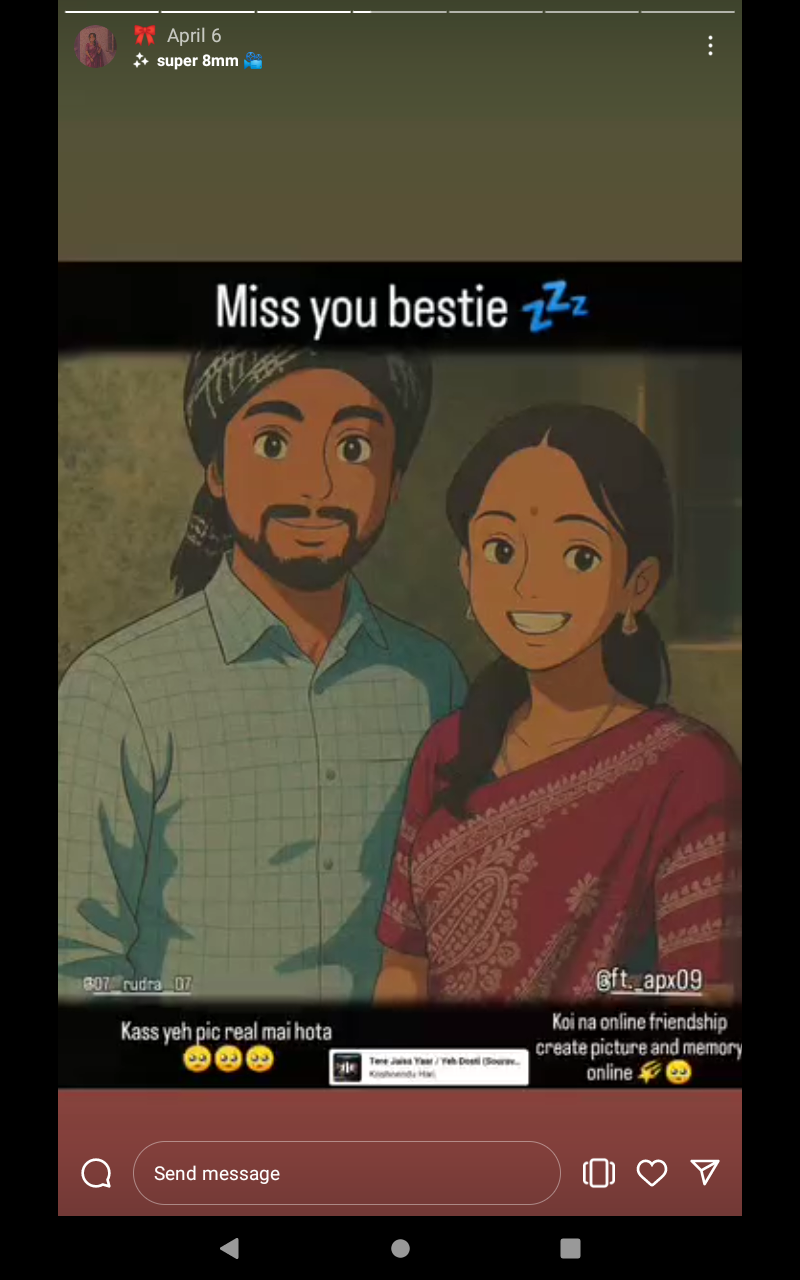 🎀 April 6
super 8mm 🎥
Miss you bestie 💤
@07_rudra_07
@ft._apx09
Kass yeh pic real mai hota
🥺🥺🥺
Tere Jaisa Yaar / Yeh Dosti (Sourav...
Krishnendu Hari
Koi na online friendship
create picture and memory
online 🌠🥺
Send message